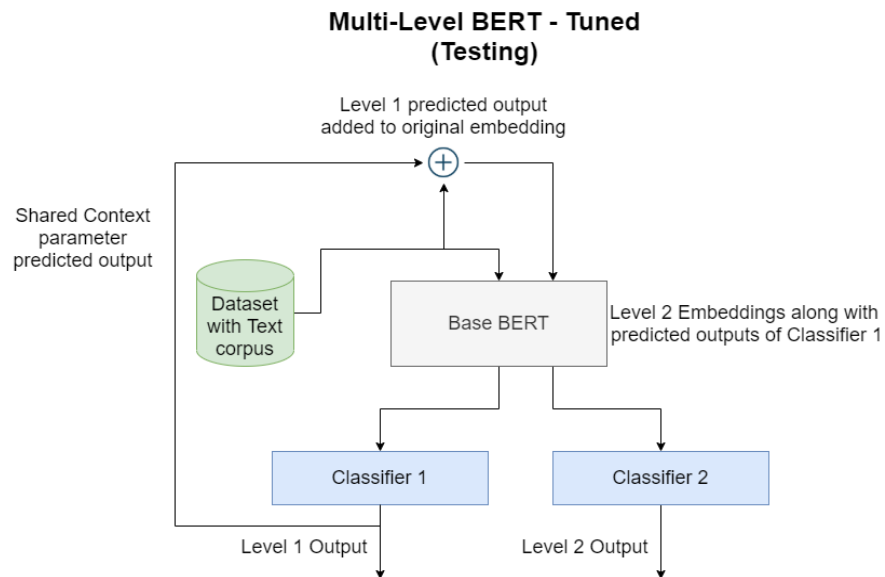 Multi-Level BERT - Tuned
(Testing)
Level 1 predicted output
added to original embedding
Shared Context
parameter
predicted output
Dataset
with Text
corpus
Base BERT
Level 2 Embeddings along with
predicted outputs of Classifier 1
Classifier 1
Classifier 2
Level 1 Output
Level 2 Output